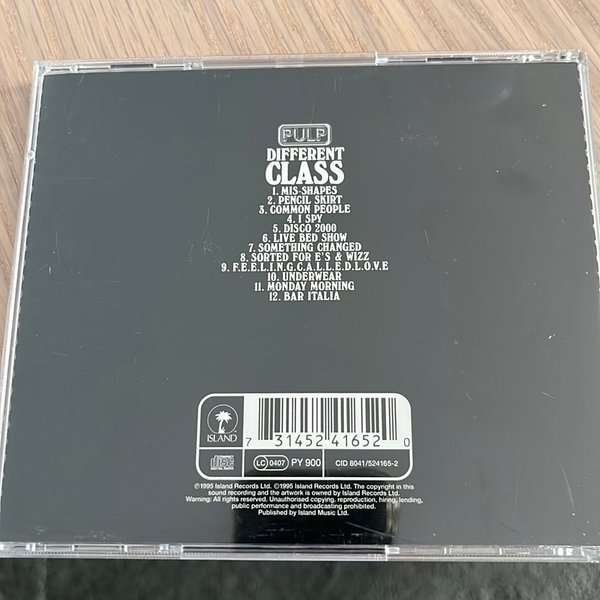 PULP
DIFFERENT
CLASS
1. MIS-SHAPES
2. PENCIL SKIRT
3. COMMON PEOPLE
4. I SPY
5. DISCO 2000
6. LIVE BED SHOW
7. SOMETHING CHANGED
8. SORTED FOR E'S & WIZZ
9. F.E.E.L.I.N.G.C.A.L.L.E.D.L.O.V.E
10. UNDERWEAR
11. MONDAY MORNING
12. BAR ITALIA
ISLAND
7 31452 41652 0
COMPACT disc DIGITAL AUDIO
LC 0407 PY 900
CID 8041/524165-2
℗1995 Island Records Ltd. ©1995 Island Records Ltd. The copyright in this
sound recording and the artwork is owned by Island Records Ltd.
Warning: All rights reserved. Unauthorised copying, reproduction, hiring, lending,
public performance and broadcasting prohibited.
Published by Island Music Ltd.